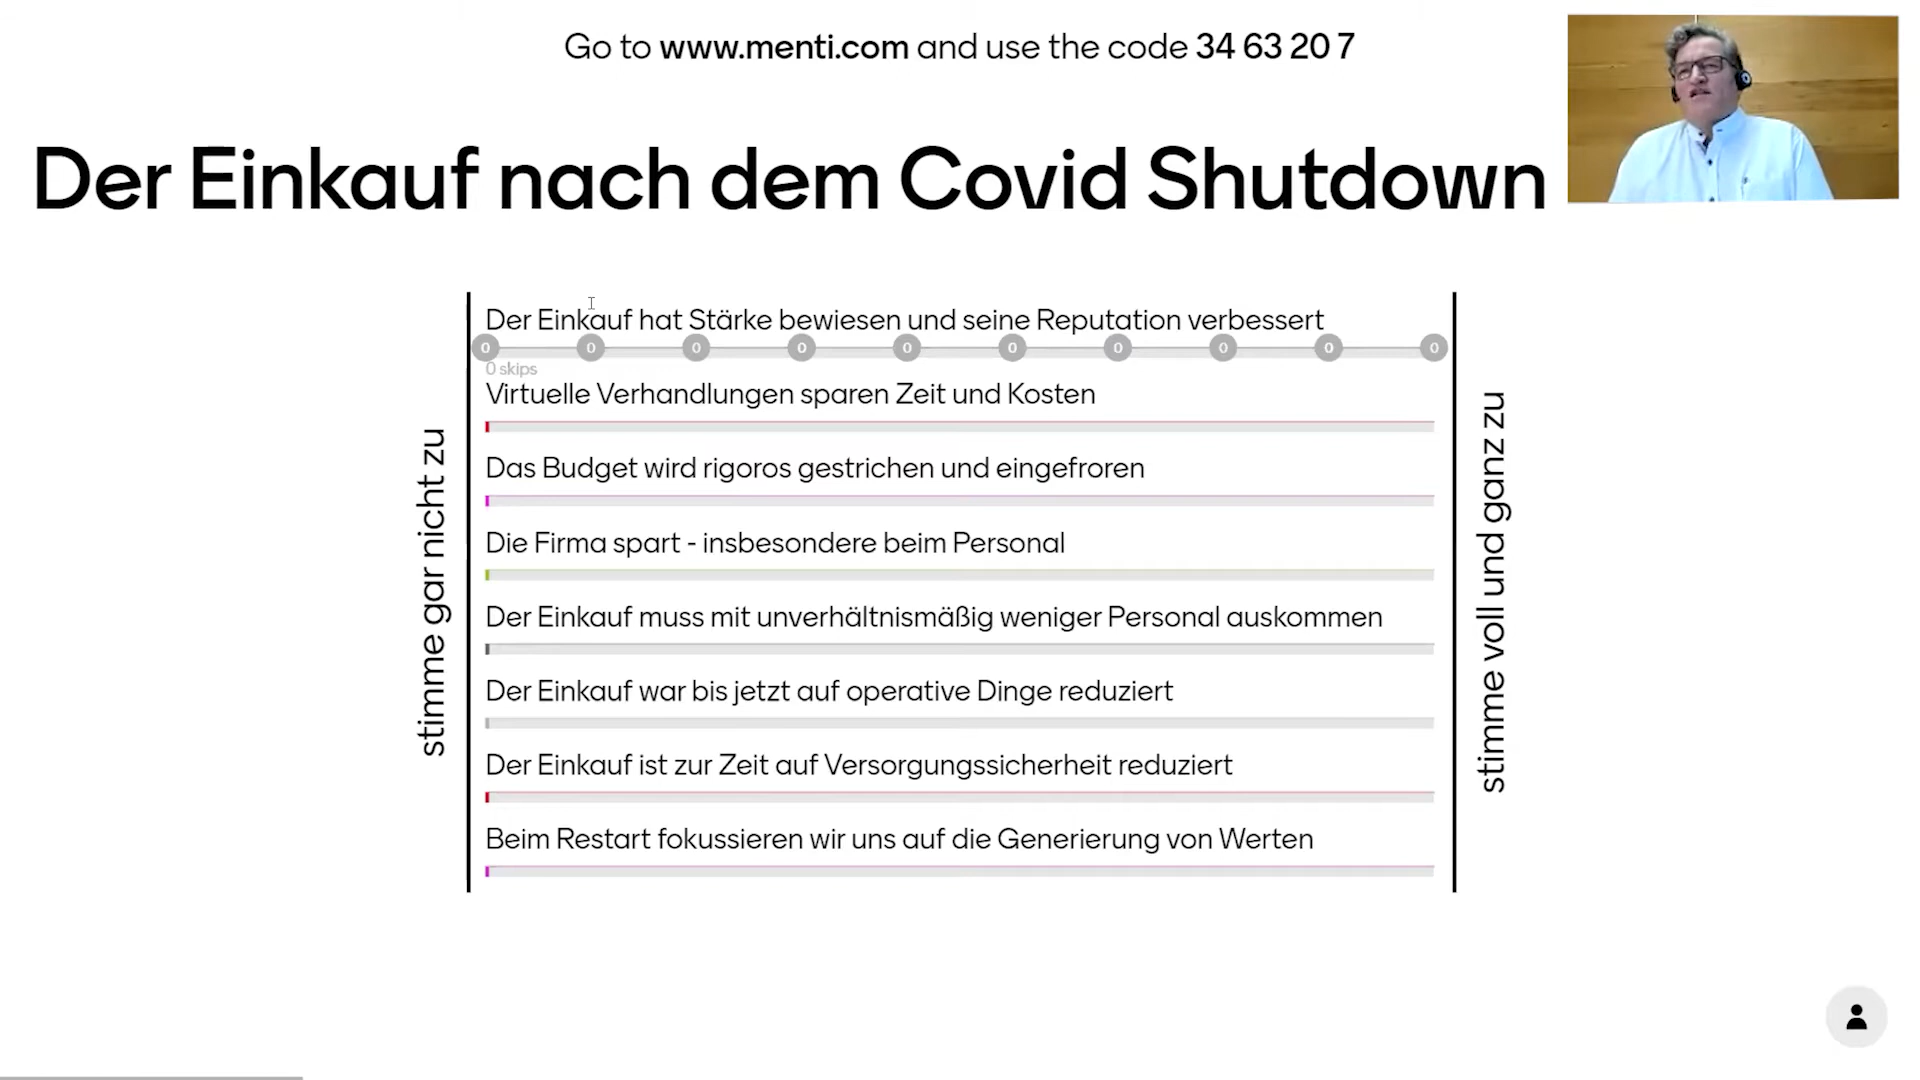 Go to www.menti.com and use the code 34 63 20 7
Der Einkauf nach dem Covid Shutdown
stimme gar nicht zu
Der Einkauf hat Stärke bewiesen und seine Reputation verbessert
0 0 0 0 0 0 0 0 0 0
0 skips
Virtuelle Verhandlungen sparen Zeit und Kosten
Das Budget wird rigoros gestrichen und eingefroren
Die Firma spart - insbesondere beim Personal
Der Einkauf muss mit unverhältnismäßig weniger Personal auskommen
Der Einkauf war bis jetzt auf operative Dinge reduziert
Der Einkauf ist zur Zeit auf Versorgungssicherheit reduziert
Beim Restart fokussieren wir uns auf die Generierung von Werten
stimme voll und ganz zu